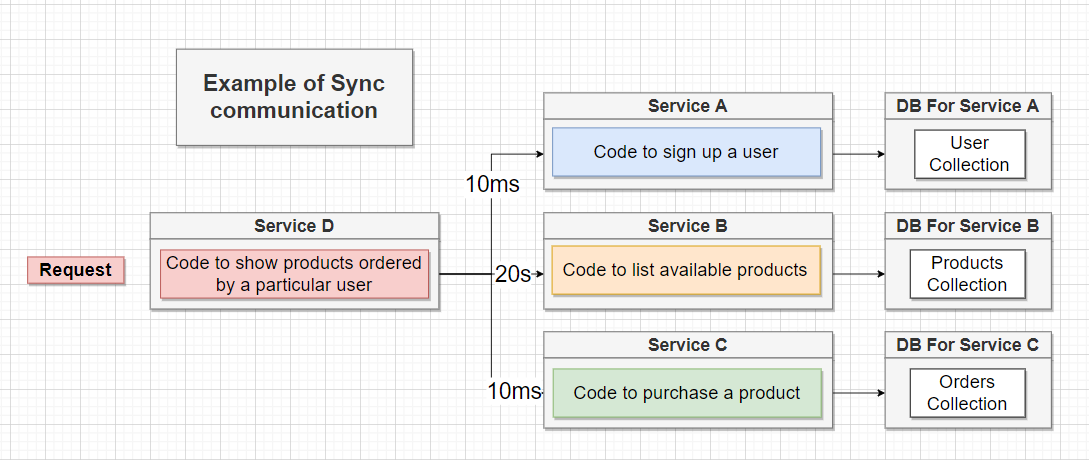 Example of Sync
communication
Service A
DB For Service A
Code to sign up a user
User
Collection
10ms
Service D
Service B
DB For Service B
Request
Code to show products ordered
by a particular user
20s
Code to list available products
Products
Collection
Service C
DB For Service C
10ms
Code to purchase a product
Orders
Collection